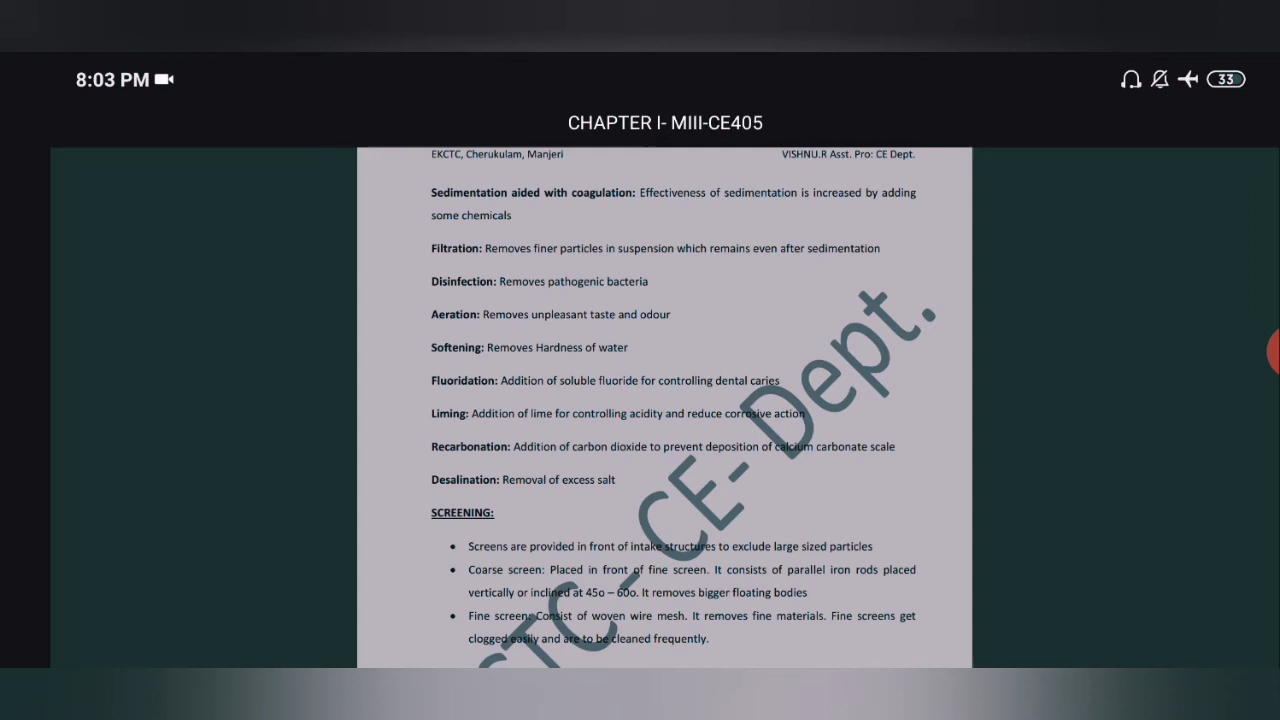 8:03 PM
33
CHAPTER I- MIII-CE405
EKCTC, Cherukulam, Manjeri VISHNU.R Asst. Pro: CE Dept.
Sedimentation aided with coagulation: Effectiveness of sedimentation is increased by adding
some chemicals
Filtration: Removes finer particles in suspension which remains even after sedimentation
Disinfection: Removes pathogenic bacteria
Aeration: Removes unpleasant taste and odour
Softening: Removes Hardness of water
Fluoridation: Addition of soluble fluoride for controlling dental caries
Liming: Addition of lime for controlling acidity and reduce corrosive action
Recarbonation: Addition of carbon dioxide to prevent deposition of calcium carbonate scale
Desalination: Removal of excess salt
SCREENING:
• Screens are provided in front of intake structures to exclude large sized particles
• Coarse screen: Placed in front of fine screen. It consists of parallel iron rods placed
vertically or inclined at 45o – 60o. It removes bigger floating bodies
• Fine screen: Consist of woven wire mesh. It removes fine materials. Fine screens get
clogged easily and are to be cleaned frequently.
STC - CE- Dept.